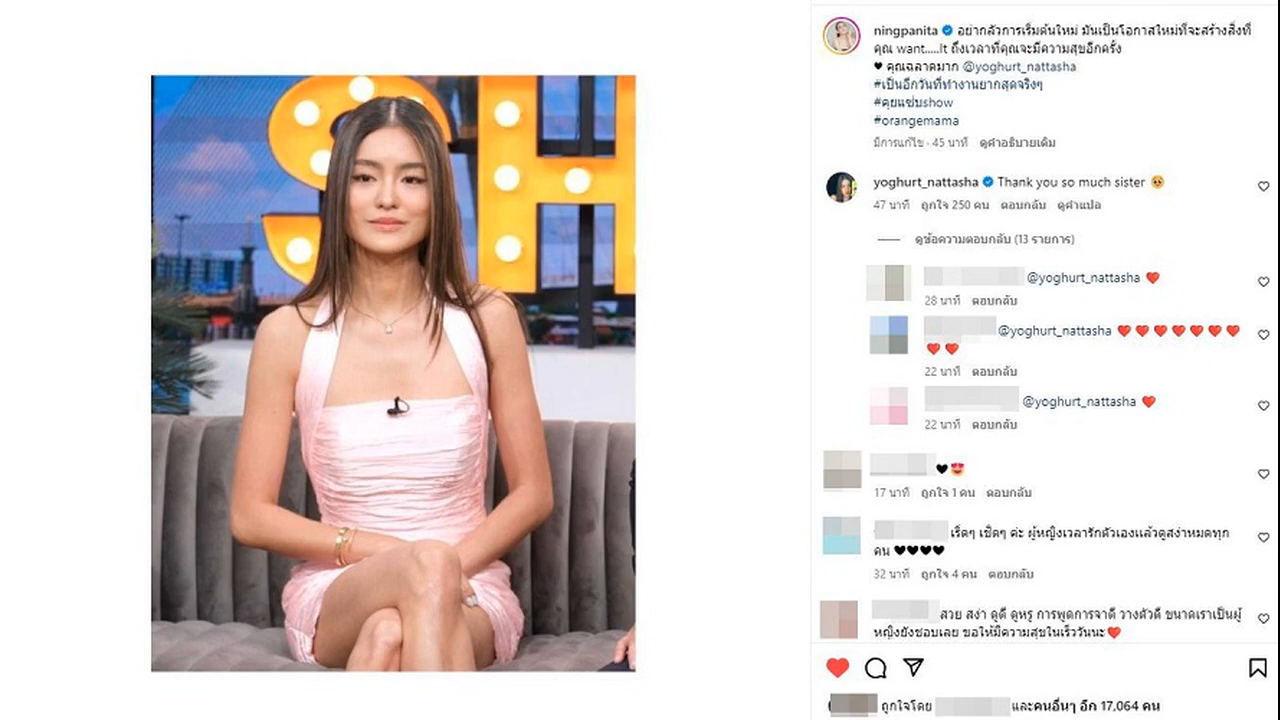 SH
ningpanita อย่ากลัวการเริ่มต้นใหม่ มันเป็นโอกาสใหม่ที่จะสร้างสิ่งที่
คุณ want.....It ถึงเวลาที่คุณจะมีความสุขอีกครั้ง
♥ คุณฉลาดมาก @yoghurt_nattasha
#เป็นอีกวันที่ทำงานยากสุดจริงๆ
#คุยแซ่บshow
#orangemama
มีการแก้ไข · 45 นาที ดูคำอธิบายเดิม
yoghurt_nattasha Thank you so much sister 🥺
47 นาที ถูกใจ 250 คน ตอบกลับ ดูคำแปล
ดูข้อความตอบกลับ (13 รายการ)
@yoghurt_nattasha ❤️
28 นาที ตอบกลับ
@yoghurt_nattasha ❤️❤️❤️❤️❤️❤️❤️
❤️❤️
22 นาที ตอบกลับ
@yoghurt_nattasha ❤️
22 นาที ตอบกลับ
🖤😍
17 นาที ถูกใจ 1 คน ตอบกลับ
เริ่ดๆ เชิ่ดๆ ค่ะ ผู้หญิงเวลารักตัวเองแล้วดูสง่าหมดทุก
คน 🖤🖤🖤🖤
32 นาที ถูกใจ 4 คน ตอบกลับ
สวย สง่า ดูดี ดูหรู การพูดการจาดี วางตัวดี ขนาดเราเป็นผู้
หญิงยังชอบเลย ขอให้มีความสุขในเร็ววันนะ❤️
ถูกใจโดย และคนอื่นๆ อีก 17,064 คน